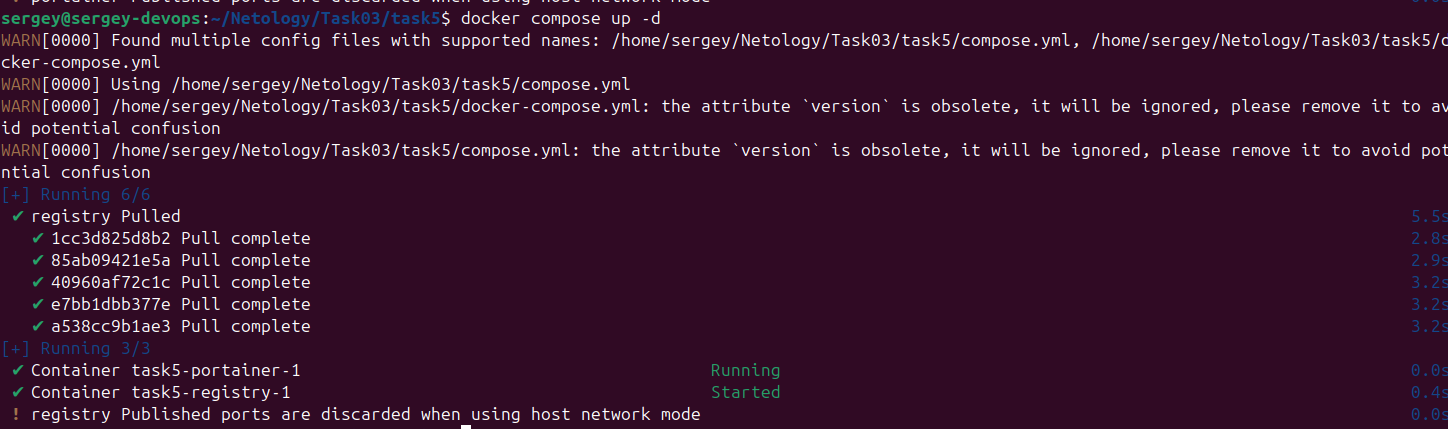 portainer Published ports are discarded when using host network mode 0.0s
sergey@sergey-devops:~/Netology/Task03/task5$ docker compose up -d
WARN[0000] Found multiple config files with supported names: /home/sergey/Netology/Task03/task5/compose.yml, /home/sergey/Netology/Task03/task5/d
cker-compose.yml
WARN[0000] Using /home/sergey/Netology/Task03/task5/compose.yml
WARN[0000] /home/sergey/Netology/Task03/task5/docker-compose.yml: the attribute `version` is obsolete, it will be ignored, please remove it to av
id potential confusion
WARN[0000] /home/sergey/Netology/Task03/task5/compose.yml: the attribute `version` is obsolete, it will be ignored, please remove it to avoid pot
ntial confusion
[+] Running 6/6
✔ registry Pulled 5.5s
✔ 1cc3d825d8b2 Pull complete 2.8s
✔ 85ab09421e5a Pull complete 2.9s
✔ 40960af72c1c Pull complete 3.2s
✔ e7bb1dbb377e Pull complete 3.2s
✔ a538cc9b1ae3 Pull complete 3.2s
[+] Running 3/3
✔ Container task5-portainer-1 Running 0.0s
✔ Container task5-registry-1 Started 0.4s
! registry Published ports are discarded when using host network mode 0.0s